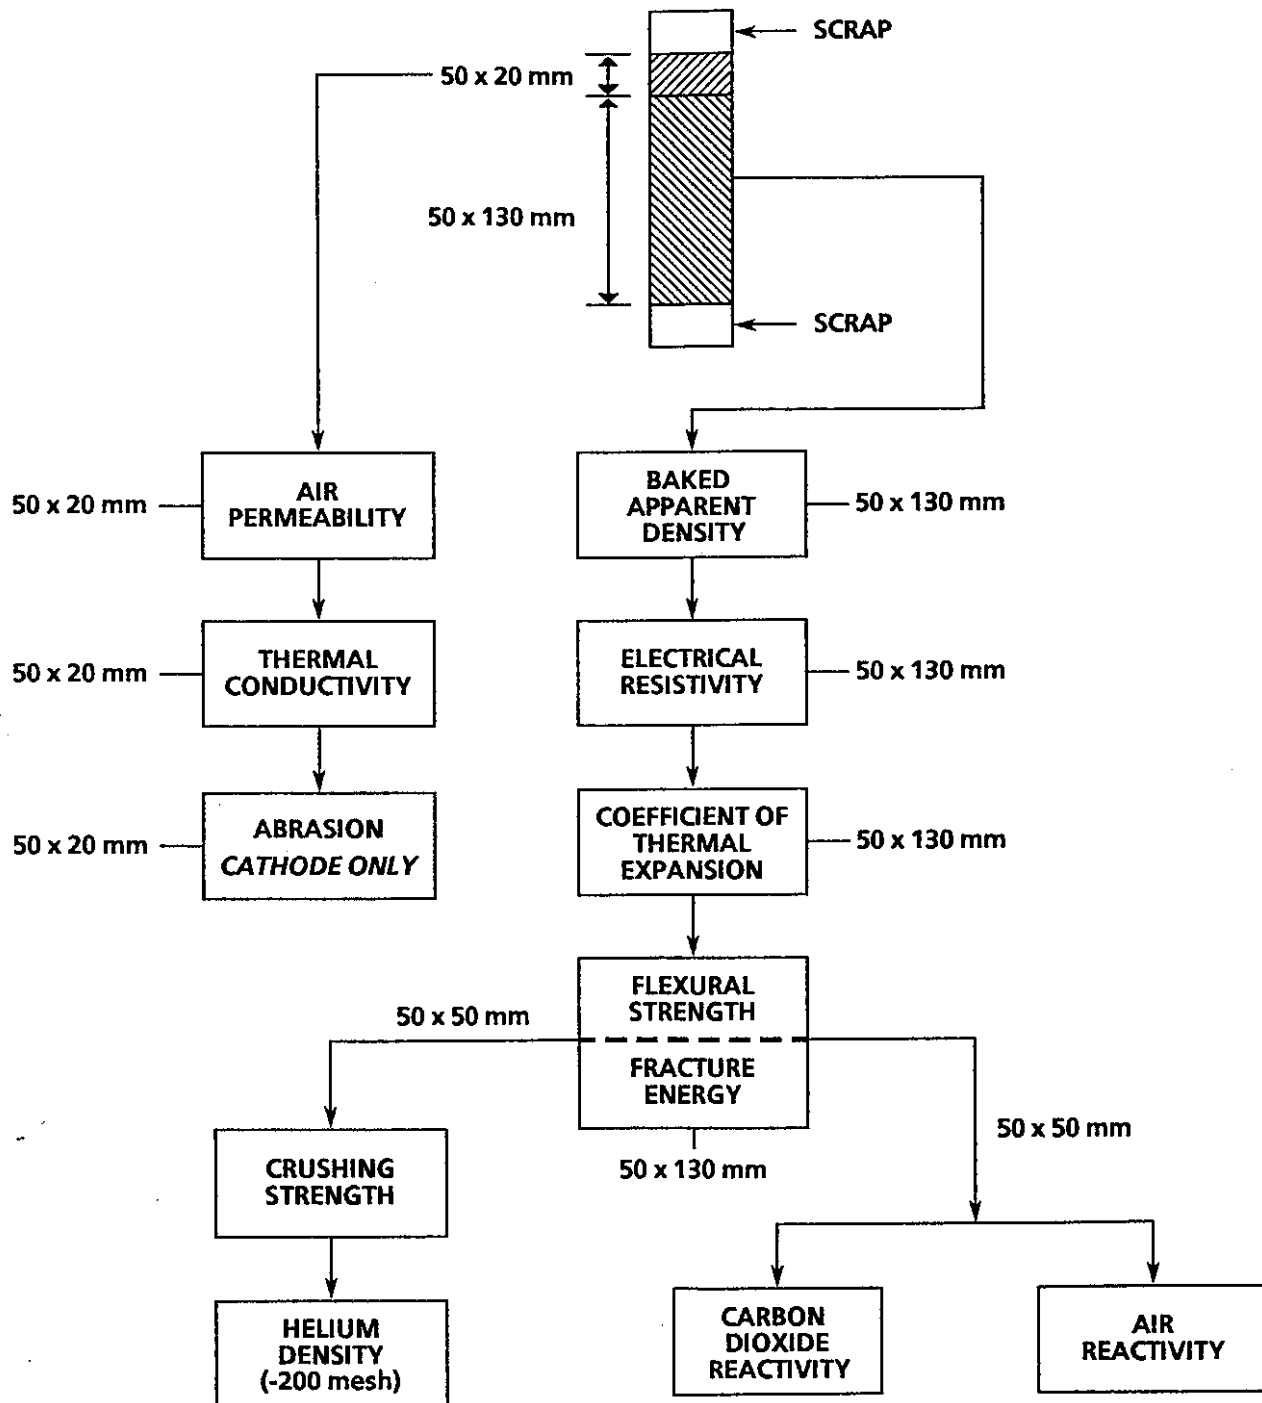 SCRAP
50 x 20 mm
50 x 130 mm
SCRAP
50 x 20 mm
AIR
PERMEABILITY
BAKED
APPARENT
DENSITY
50 x 130 mm
50 x 20 mm
THERMAL
CONDUCTIVITY
ELECTRICAL
RESISTIVITY
50 x 130 mm
50 x 20 mm
ABRASION
CATHODE ONLY
COEFFICIENT OF
THERMAL
EXPANSION
50 x 130 mm
50 x 50 mm
FLEXURAL
STRENGTH
FRACTURE
ENERGY
50 x 130 mm
50 x 50 mm
CRUSHING
STRENGTH
HELIUM
DENSITY
(-200 mesh)
CARBON
DIOXIDE
REACTIVITY
AIR
REACTIVITY